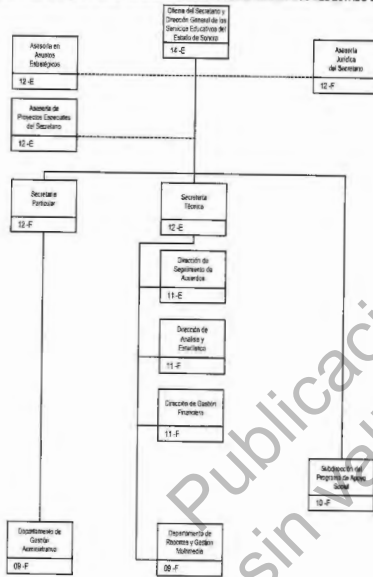 Oficina del Secretario y
Dirección General de los
Servicios Educativos del
Estado de Sonora
14-E
Asesoría en
Asuntos
Estratégicos
12-E
Asesoría
Jurídica
del Secretario
12-F
Asesoría de
Proyectos Especiales
del Secretario
12-E
Secretaría
Particular
12-F
Secretaría
Técnica
12-E
Dirección de
Seguimiento de
Acuerdos
11-E
Dirección de
Análisis y
Estadística
11-F
Dirección de Gestión
Financiera
11-F
Subdirección del
Programa de Apoyo
Social
10-F
Departamento de
Gestión
Administrativa
09-F
Departamento de
Reportes y Gestión
Multimedia
09-F
Publicaci
sin val